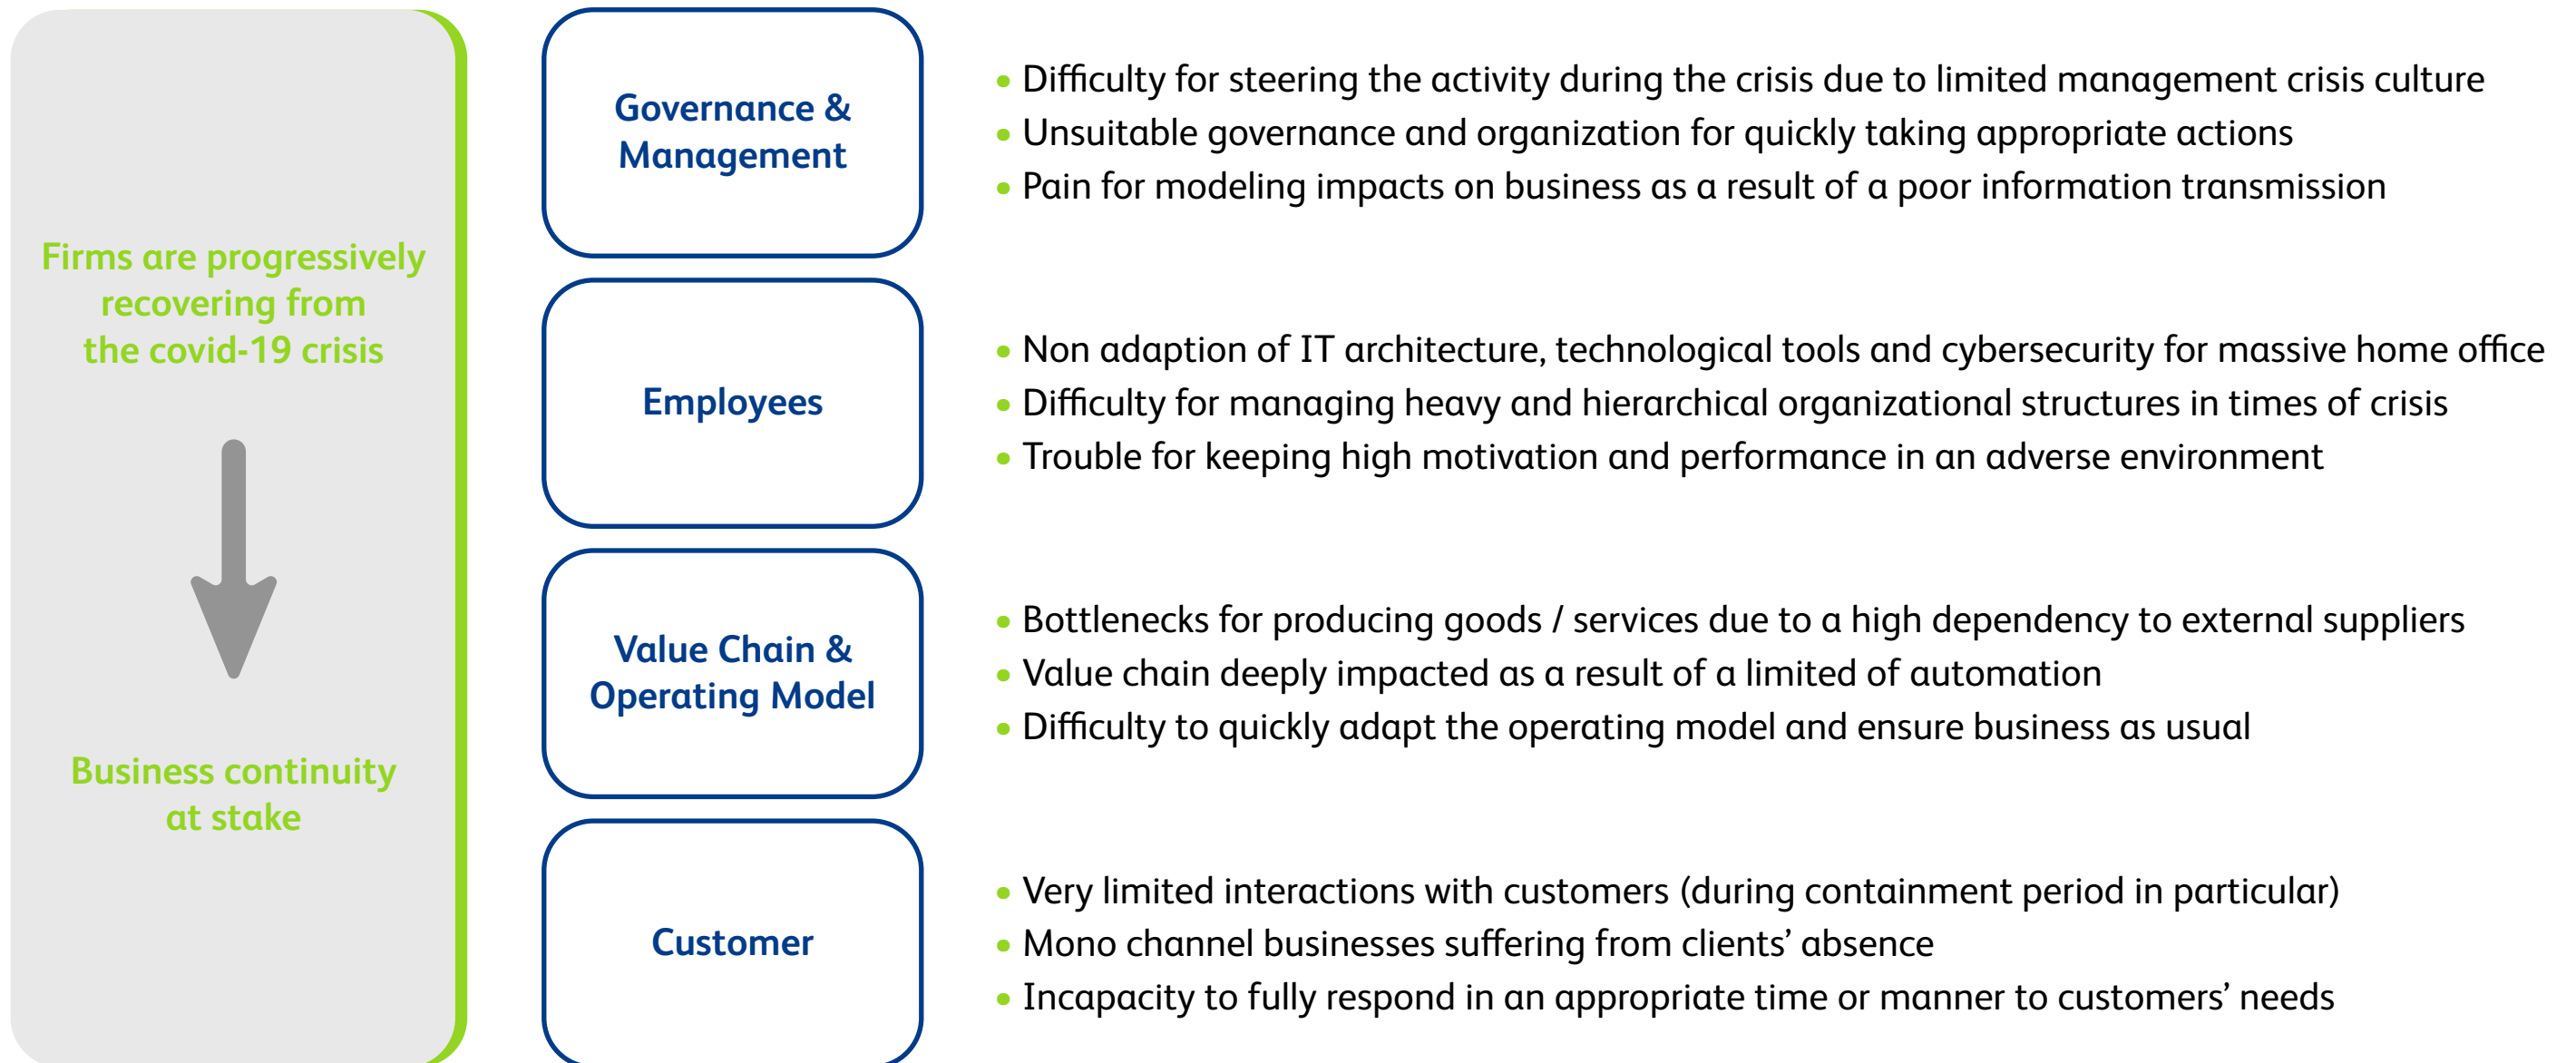 Firms are progressively
recovering from
the covid-19 crisis
Business continuity
at stake
Governance &
Management
• Difficulty for steering the activity during the crisis due to limited management crisis culture
• Unsuitable governance and organization for quickly taking appropriate actions
• Pain for modeling impacts on business as a result of a poor information transmission
Employees
• Non adaption of IT architecture, technological tools and cybersecurity for massive home office
• Difficulty for managing heavy and hierarchical organizational structures in times of crisis
• Trouble for keeping high motivation and performance in an adverse environment
Value Chain &
Operating Model
• Bottlenecks for producing goods / services due to a high dependency to external suppliers
• Value chain deeply impacted as a result of a limited of automation
• Difficulty to quickly adapt the operating model and ensure business as usual
Customer
• Very limited interactions with customers (during containment period in particular)
• Mono channel businesses suffering from clients’ absence
• Incapacity to fully respond in an appropriate time or manner to customers’ needs